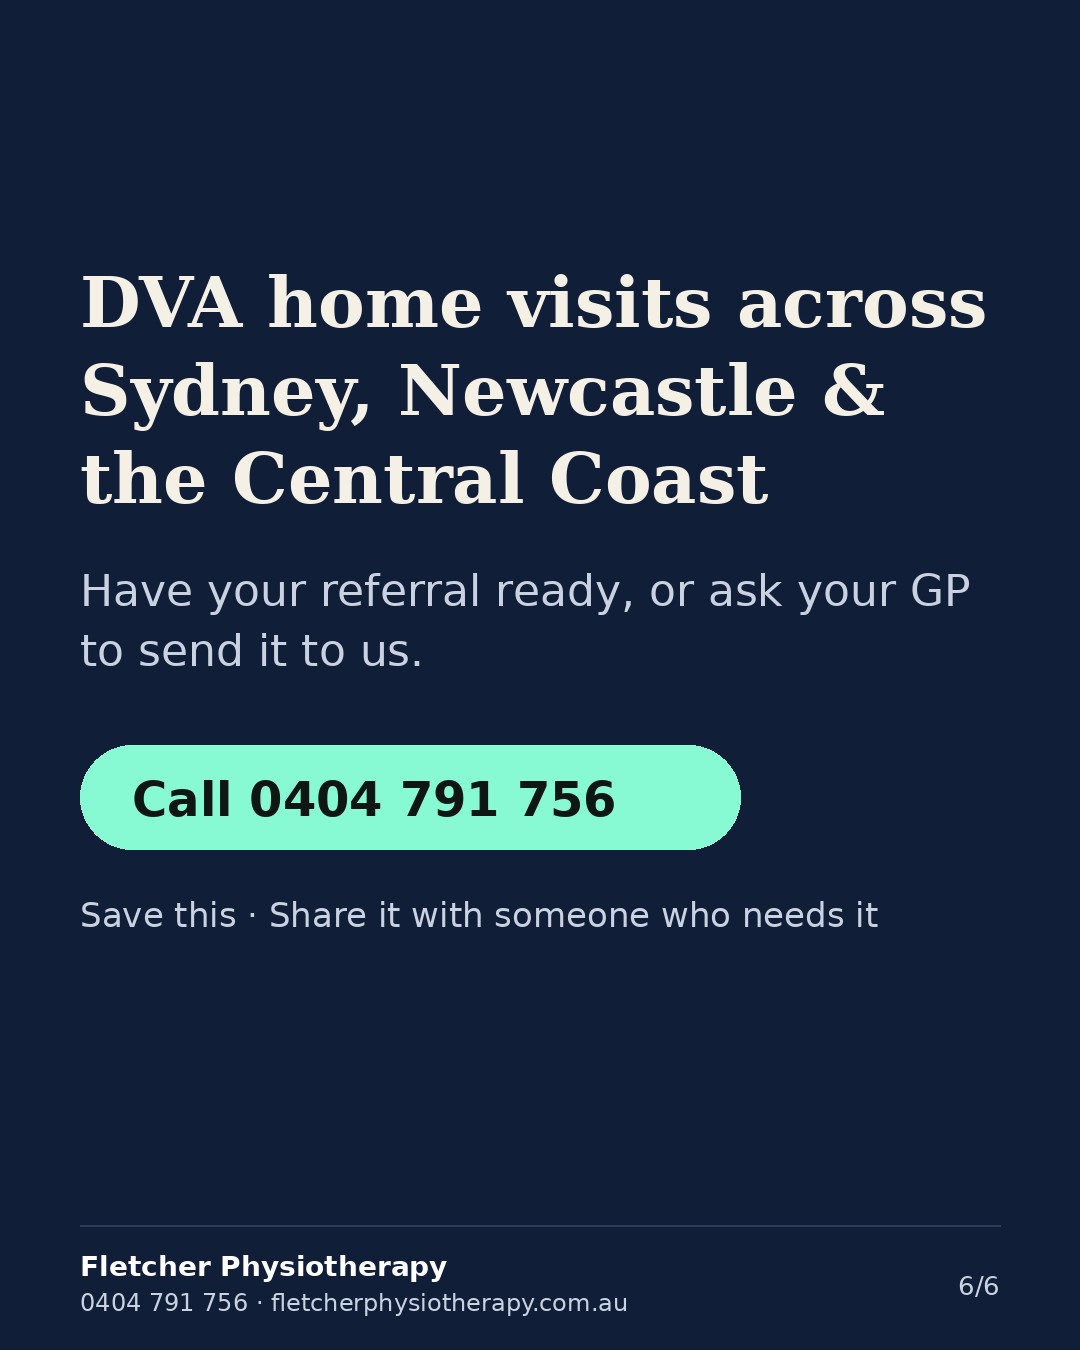 DVA home visits across
Sydney, Newcastle &
the Central Coast
Have your referral ready, or ask your GP
to send it to us.
Call 0404 791 756
Save this · Share it with someone who needs it
Fletcher Physiotherapy
0404 791 756 · fletcherphysiotherapy.com.au
6/6